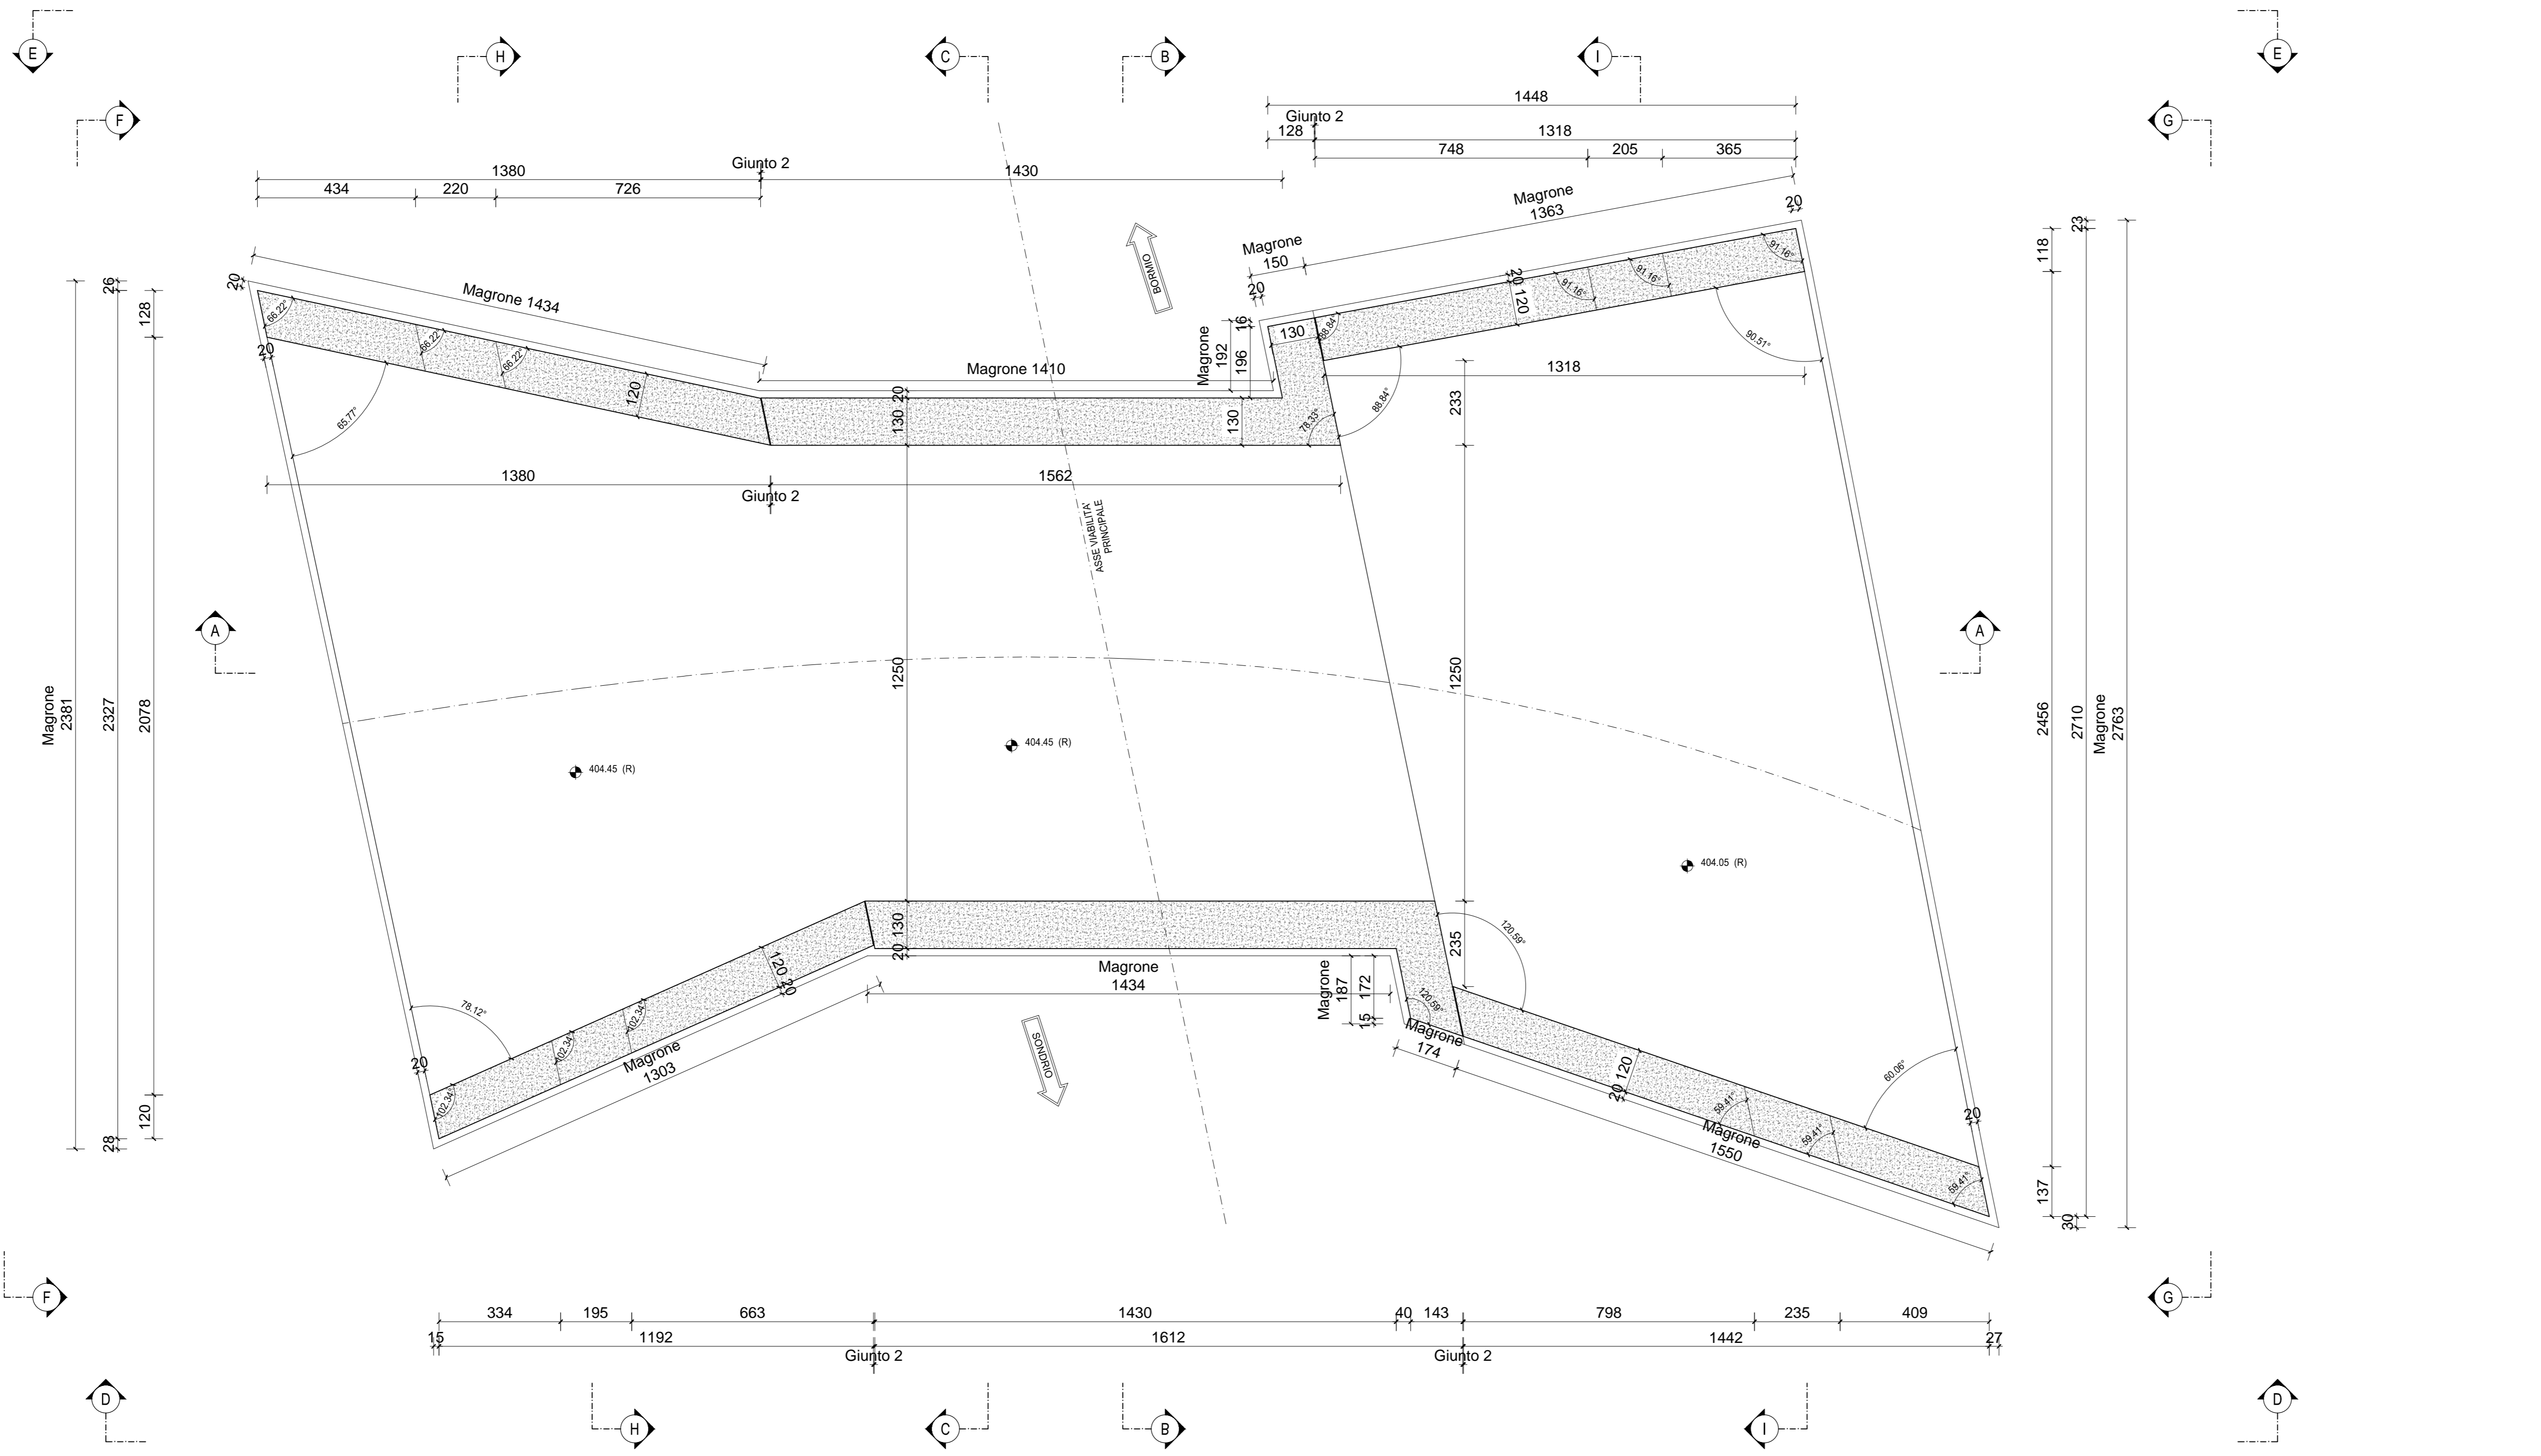 E
H
C
B
I
E
F
G
1448
Giunto 2
128
1318
748
205
365
Giunto 2
1380
1430
434
220
726
Magrone
1363
20
Magrone
150
20
BORMIO
118
23
26
128
20
Magrone 1434
66.22°
66.22°
66.22°
20
65.77°
120
Magrone 1410
20
130
130
Magrone
192
196
16
130
88.84°
20
120
91.16°
91.16°
91.16°
90.51°
1318
233
88.84°
78.33°
1380
1562
Giunto 2
ASSE VIABILITA'
PRINCIPALE
A
A
Magrone
2381
2327
2078
1250
1250
2456
2710
Magrone
2763
404.45 (R)
404.45 (R)
404.05 (R)
130
20
235
120.59°
Magrone
1434
Magrone
187
172
15
120.59°
Magrone
174
78.12°
20
102.34°
102.34°
102.34°
120
20
Magrone
1303
SONDRIO
20
120
59.41°
59.41°
59.41°
60.06°
20
Magrone
1550
120
28
137
30
F
G
334
195
663
1430
40
143
798
235
409
15
1192
1612
1442
27
Giunto 2
Giunto 2
D
H
C
B
I
D